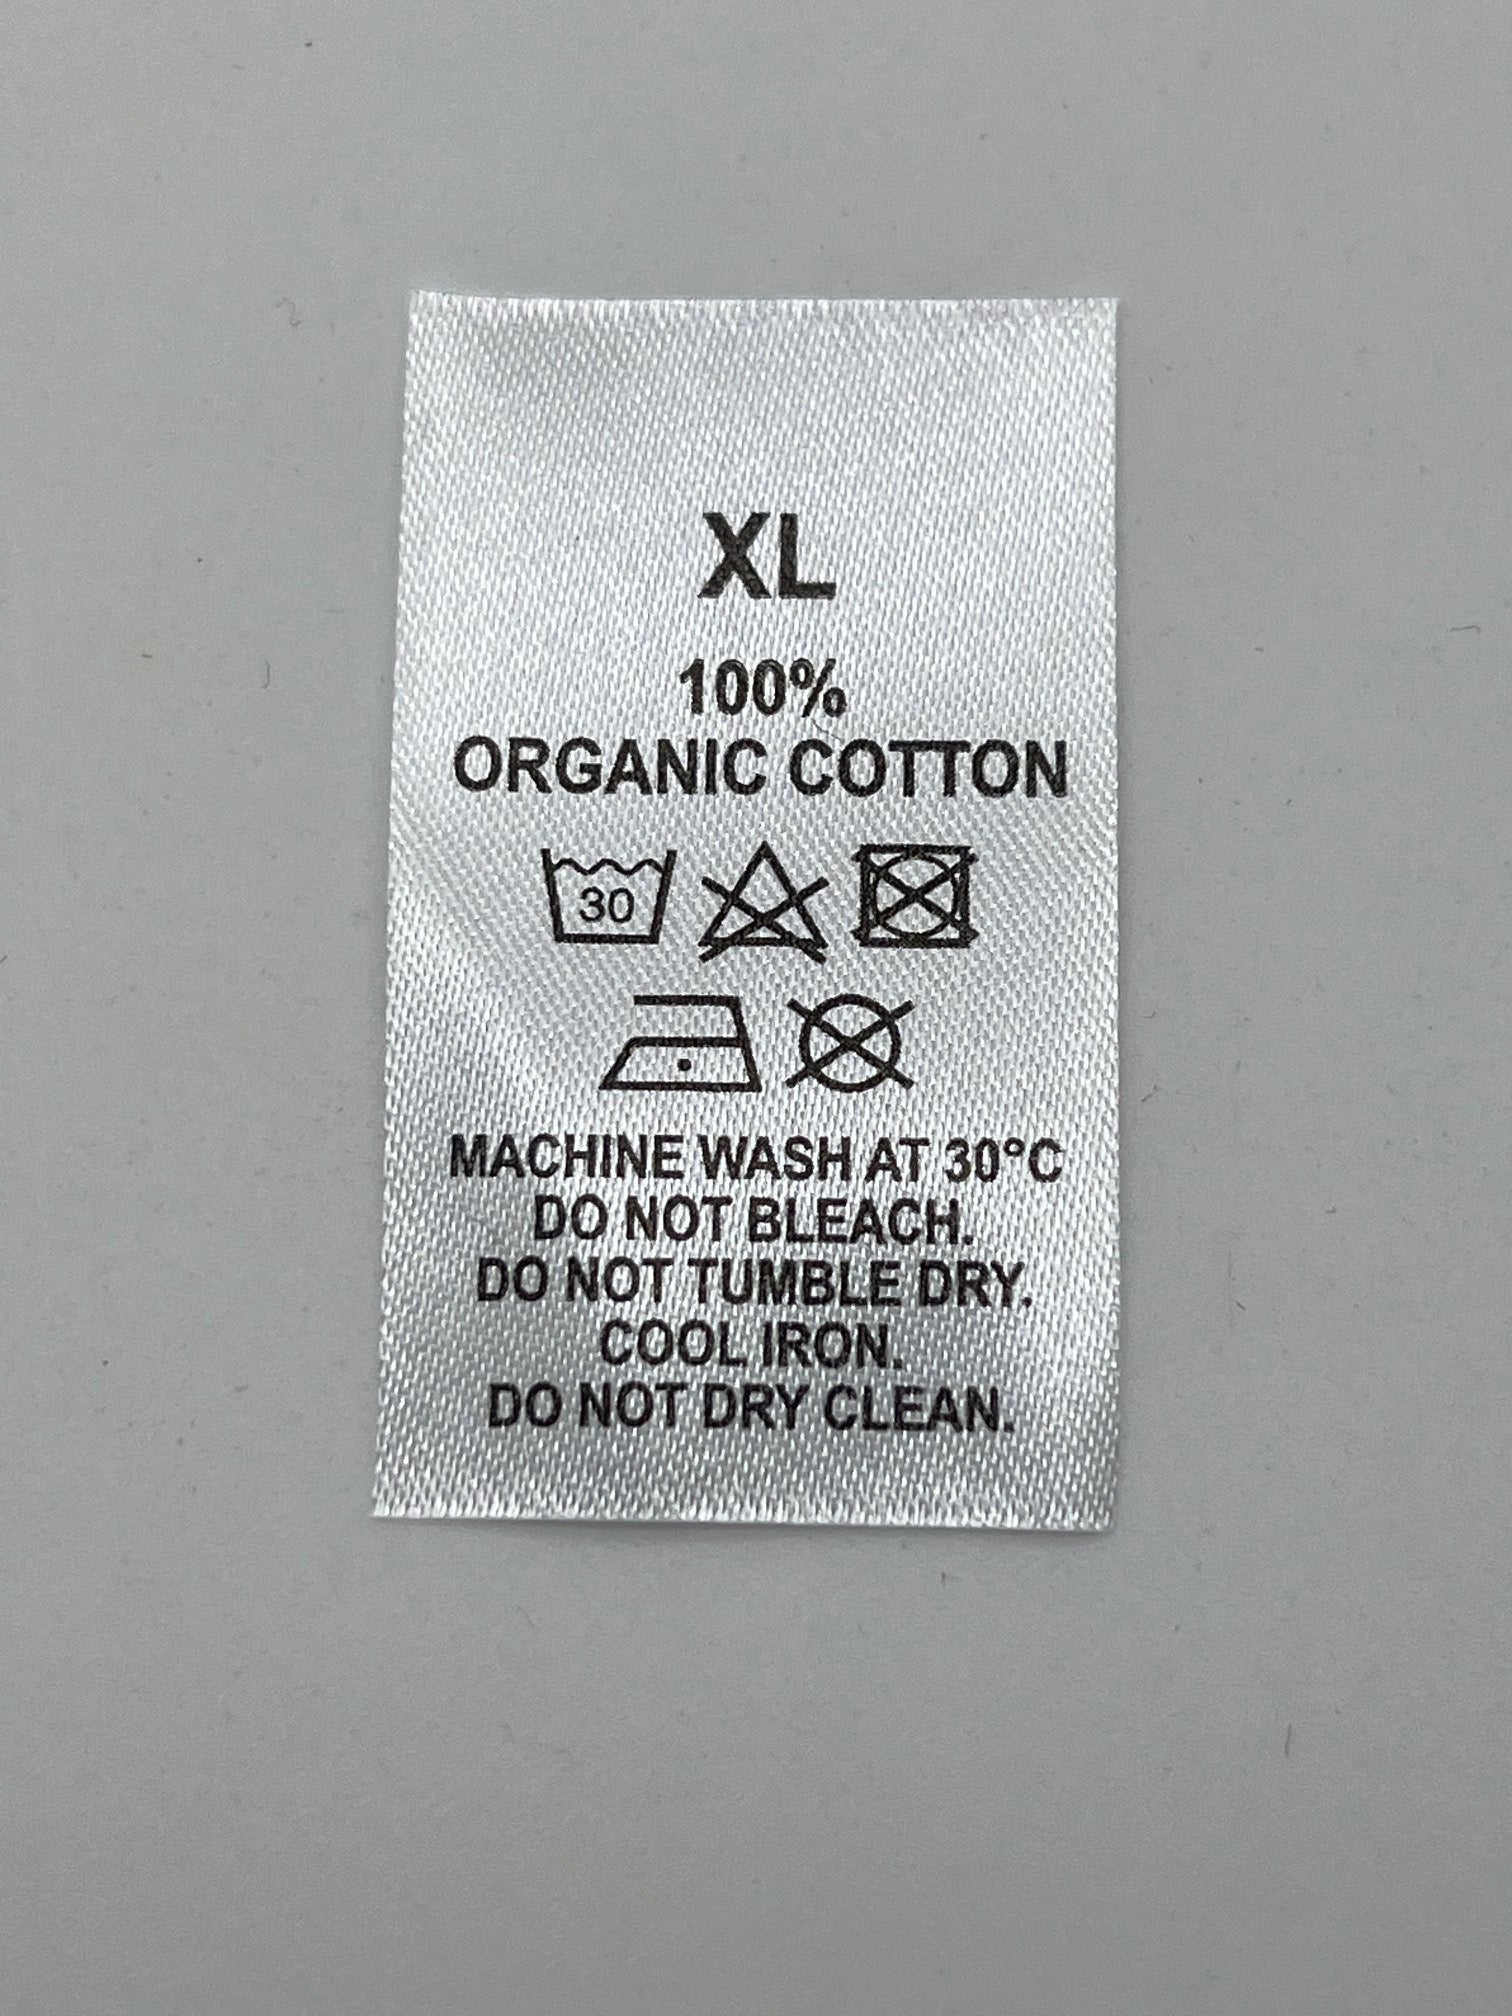 XL
100%
ORGANIC COTTON
30
MACHINE WASH AT 30°C
DO NOT BLEACH.
DO NOT TUMBLE DRY.
COOL IRON.
DO NOT DRY CLEAN.